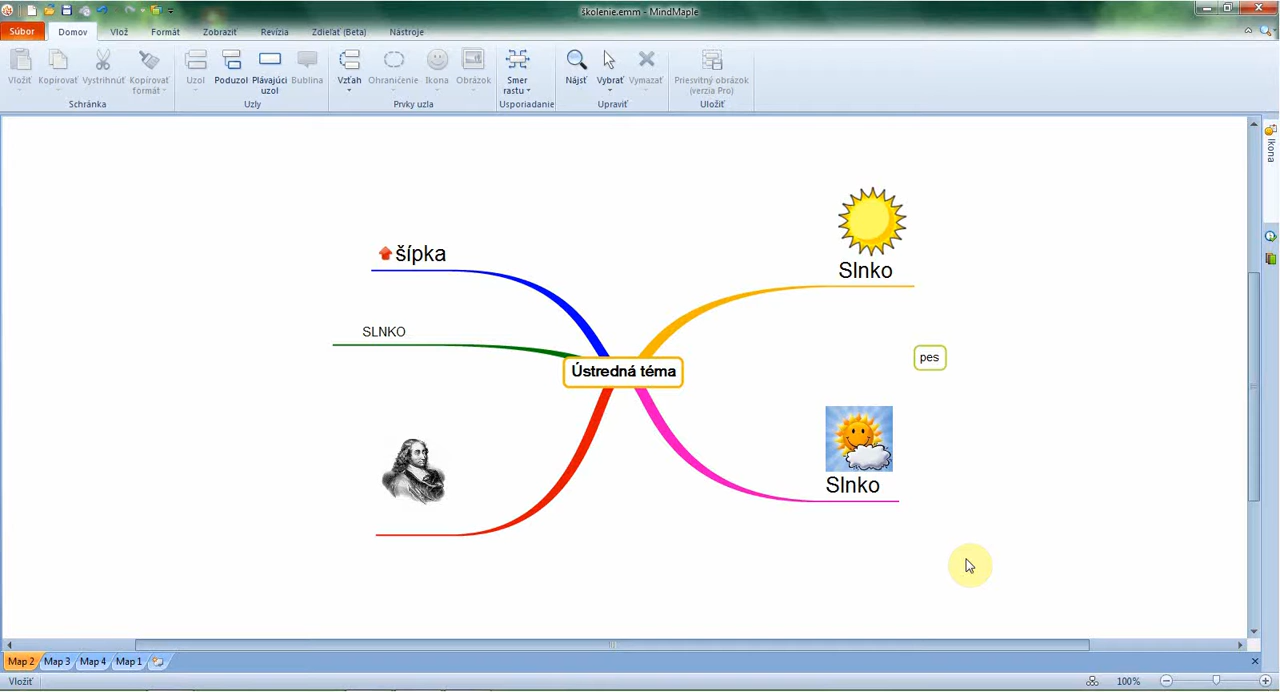 školenie.emm - MindMaple
Súbor Domov Vlož Formát Zobraziť Revízia Zdieľať (Beta) Nástroje
Vložiť Kopírovať Vystrihnúť Kopírovať formát Uzol Poduzol Plávajúci uzol Bublina Vzťah Ohraničenie Ikona Obrázok Smer rastu Nájsť Vybrať Vymazať Priesvitný obrázok (verzia Pro)
Schránka Uzly Prvky uzla Usporiadanie Upraviť Uložiť
Ikona
šípka
Slnko
SLNKO
pes
Ústredná téma
Slnko
Map 2 Map 3 Map 4 Map 1
Vložiť 100%